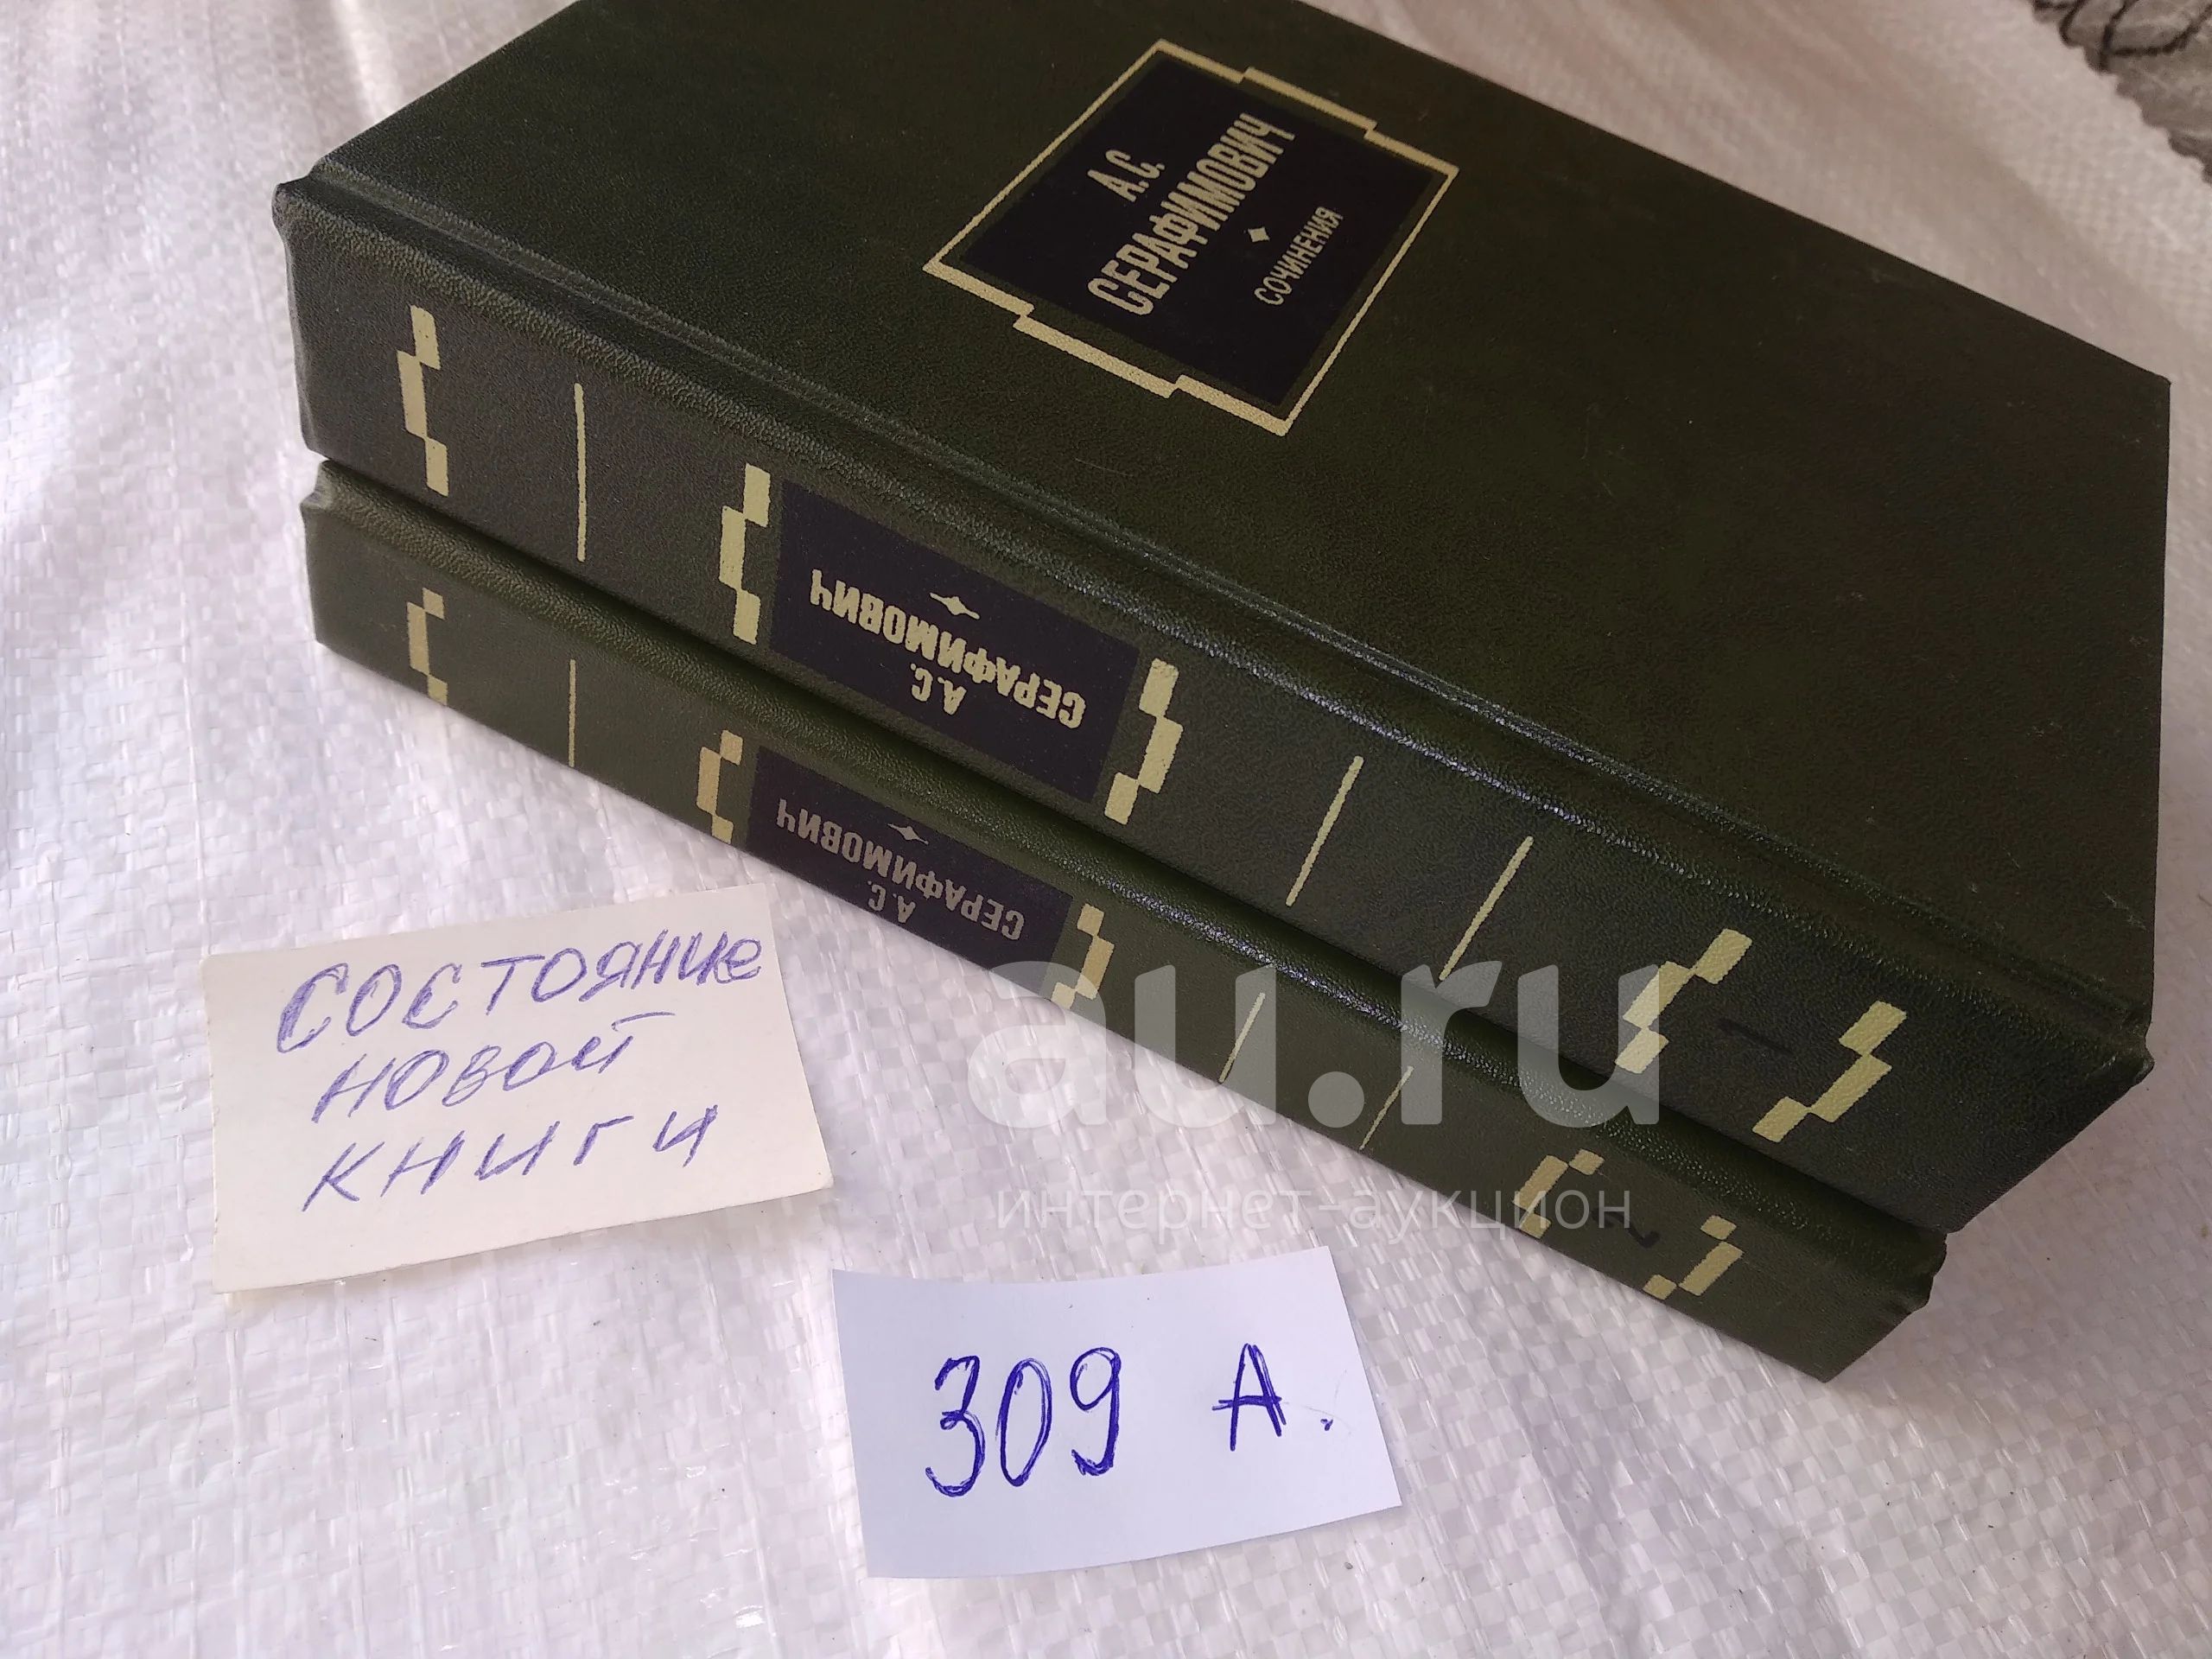 А.С.
СЕРАФИМОВИЧ
СОЧИНЕНИЯ
А.С.
СЕРАФИМОВИЧ
1
А.С.
СЕРАФИМОВИЧ
2
au.ru
интернет-аукцион
СОСТОЯНИЕ
НОВОЙ
КНИГИ
309 А.